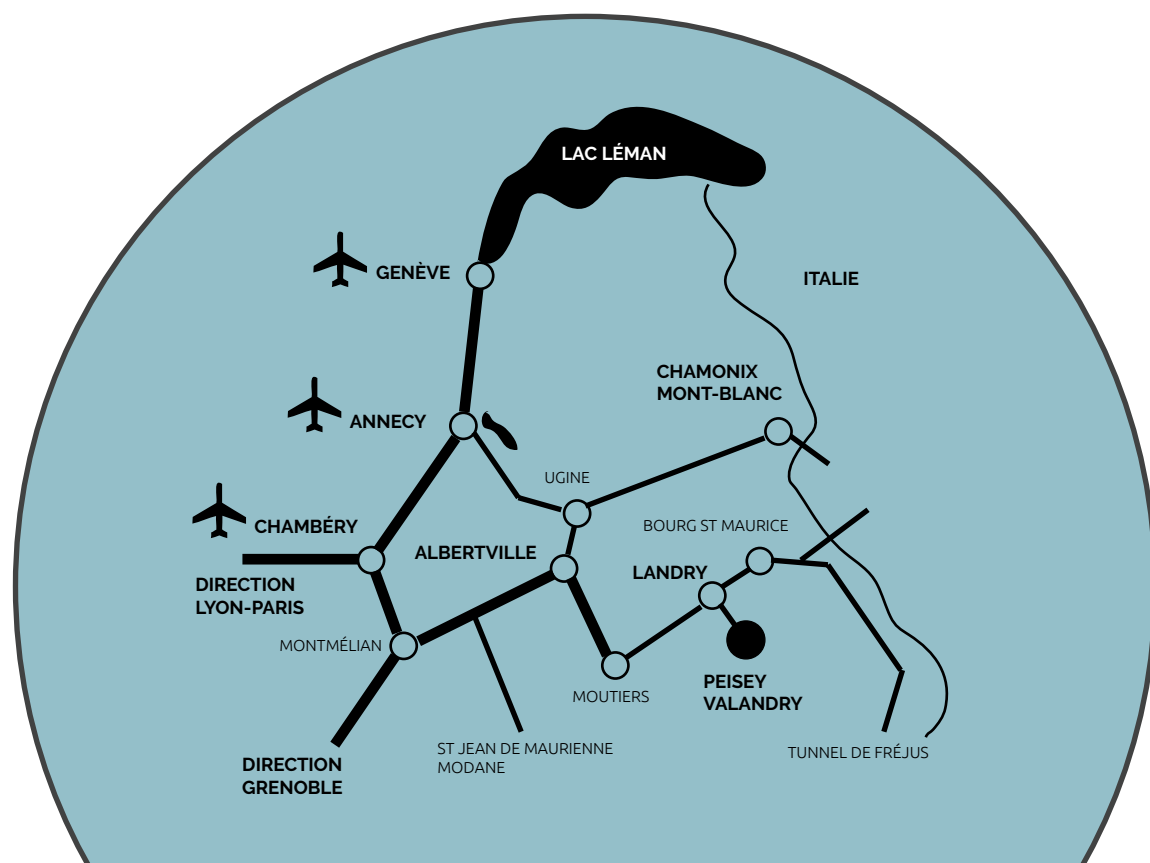 LAC LÉMAN
GENÈVE
ITALIE
CHAMONIX
MONT-BLANC
ANNECY
UGINE
CHAMBÉRY
BOURG ST MAURICE
ALBERTVILLE
LANDRY
DIRECTION
LYON-PARIS
MONTMÉLIAN
PEISEY
VALANDRY
MOUTIERS
ST JEAN DE MAURIENNE
MODANE
TUNNEL DE FRÉJUS
DIRECTION
GRENOBLE